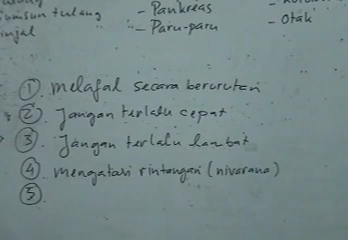 - Pankreas
sumsum tulang
- Otak
- Paru-paru
injal
① Melafal secara berurutan
② Jangan terlalu cepat
③ Jangan terlalu lambat
④ Mengatasi rintangan (nivarana)
⑤